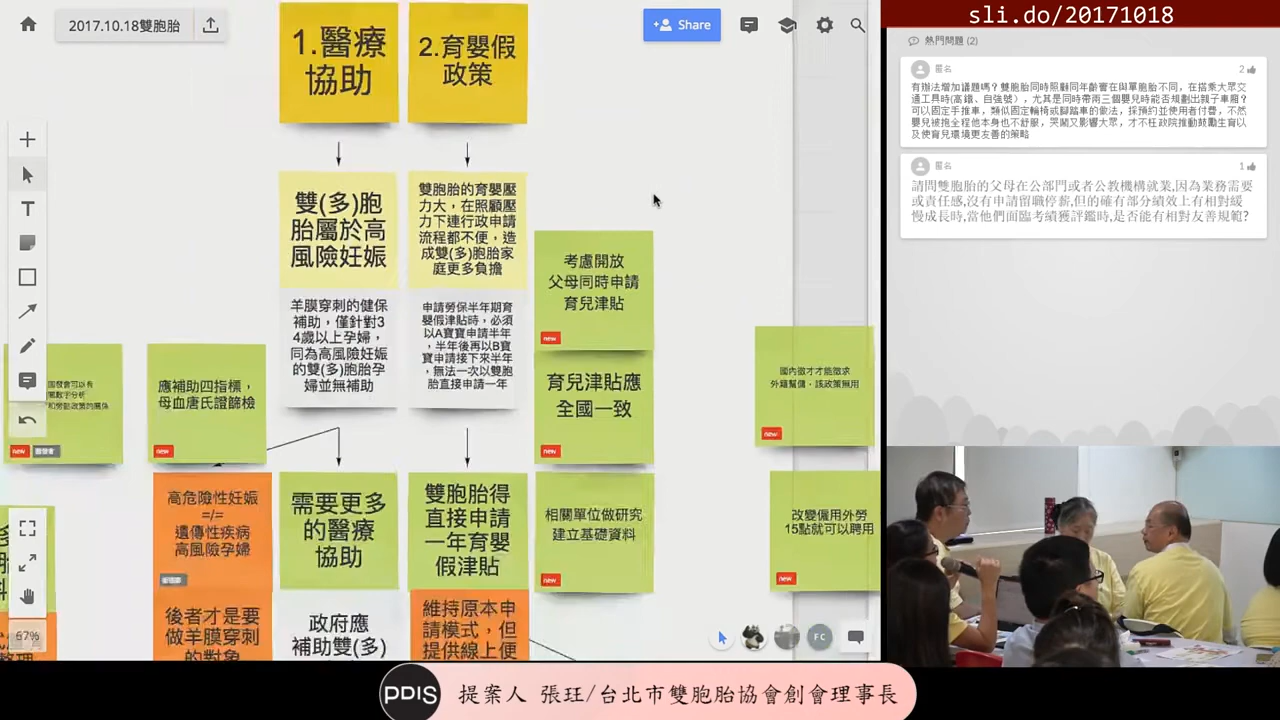 2017.10.18雙胞胎
Share
1.醫療
協助
2.育嬰假
政策
雙(多)胞
胎屬於高
風險妊娠
雙胞胎的育嬰壓
力大，在照顧壓
力下連行政申請
流程都不便，造
成雙(多)胞胎家
庭更多負擔
羊膜穿刺的健保
補助，僅針對3
4歲以上孕婦，
同為高風險妊娠
的雙(多)胞胎孕
婦並無補助
申請勞保半年期育
嬰假津貼時，必須
以A寶寶申請半年
，半年後再以B寶
寶申請接下來半年
，無法一次以雙胞
胎直接申請一年
考慮開放
父母同時申請
育兒津貼
new
育兒津貼應
全國一致
new
國內徵才才能徵求
外籍幫傭，該政策無用
new
應補助四指標，
母血唐氏證篩檢
new
new
高危險性妊娠
=/=
遺傳性疾病
高風險孕婦
後者才是要
做羊膜穿刺
的對象
需要更多
的醫療
協助
政府應
補助雙(多)
雙胞胎得
直接申請
一年育嬰
假津貼
維持原本申
請模式，但
提供線上便
相關單位做研究
建立基礎資料
new
改變僱用外勞
15點就可以聘用
new
67%
FC
sli.do/20171018
熱門問題 (2)
匿名
2
有辦法增加議題嗎？雙胞胎同時照顧同年齡實在與單胞胎不同，在搭乘大眾交
通工具時(高鐵、自強號），尤其是同時帶兩三個嬰兒時能否規劃出親子車廂？
可以固定手推車，類似固定輪椅或腳踏車的做法，採預約並使用者付費，不然
嬰兒被抱全程他本身也不舒服，哭鬧又影響大眾，才不枉政院推動鼓勵生育以
及使育兒環境更友善的策略
匿名
1
請問雙胞胎的父母在公部門或者公教機構就業,因為業務需要
或責任感,沒有申請留職停薪,但的確有部分績效上有相對緩
慢成長時,當他們面臨考績獲評鑑時,是否能有相對友善規範?
PDIS
提案人 張珏/台北市雙胞胎協會創會理事長